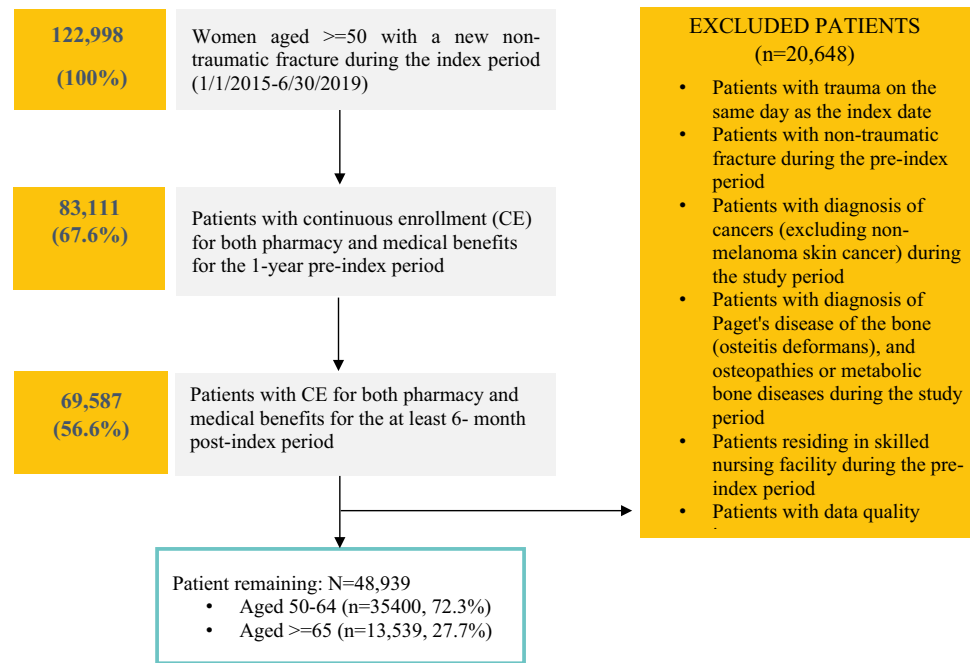 122,998
(100%)
Women aged >=50 with a new non-
traumatic fracture during the index period
(1/1/2015-6/30/2019)
83,111
(67.6%)
Patients with continuous enrollment (CE)
for both pharmacy and medical benefits
for the 1-year pre-index period
69,587
(56.6%)
Patients with CE for both pharmacy and
medical benefits for the at least 6- month
post-index period
Patient remaining: N=48,939
• Aged 50-64 (n=35400, 72.3%)
• Aged >=65 (n=13,539, 27.7%)
EXCLUDED PATIENTS
(n=20,648)
• Patients with trauma on the
same day as the index date
• Patients with non-traumatic
fracture during the pre-index
period
• Patients with diagnosis of
cancers (excluding non-
melanoma skin cancer) during
the study period
• Patients with diagnosis of
Paget's disease of the bone
(osteitis deformans), and
osteopathies or metabolic
bone diseases during the study
period
• Patients residing in skilled
nursing facility during the pre-
index period
• Patients with data quality